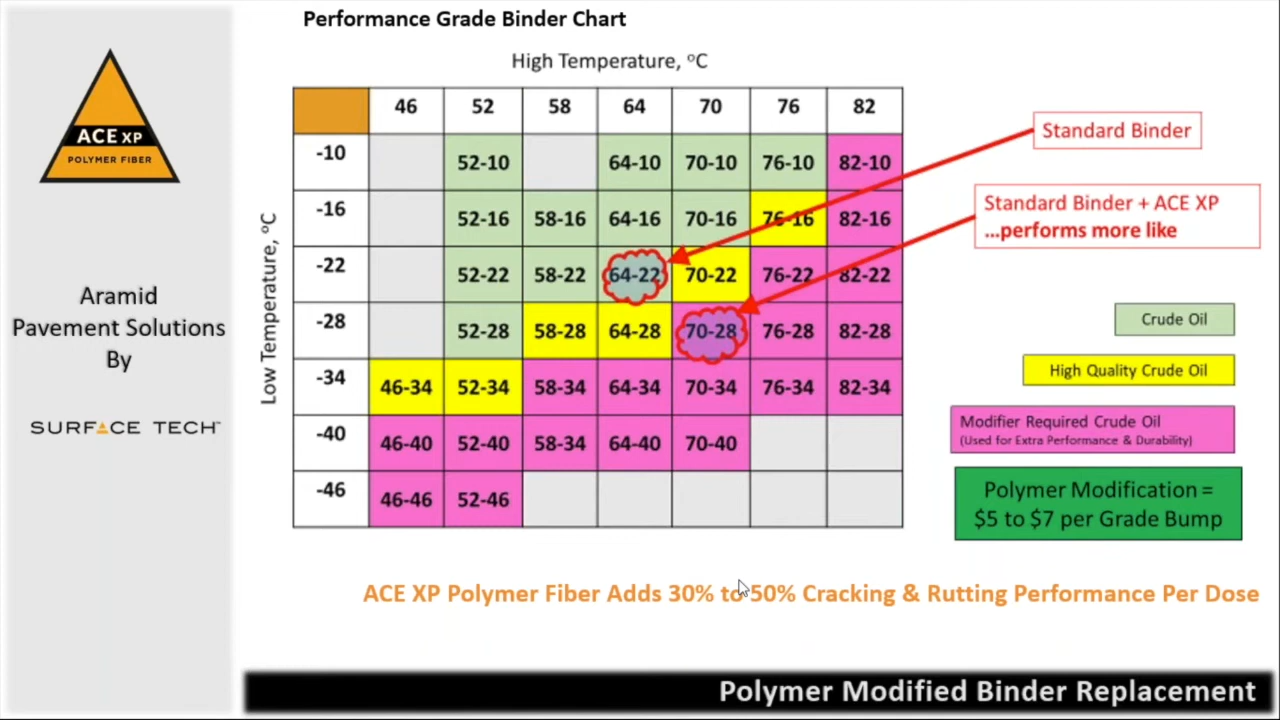 Performance Grade Binder Chart
High Temperature, °C
46 52 58 64 70 76 82
-10 52-10 64-10 70-10 76-10 82-10
-16 52-16 58-16 64-16 70-16 76-16 82-16
-22 52-22 58-22 64-22 70-22 76-22 82-22
-28 52-28 58-28 64-28 70-28 76-28 82-28
-34 46-34 52-34 58-34 64-34 70-34 76-34 82-34
-40 46-40 52-40 58-34 64-40 70-40
-46 46-46 52-46
Low Temperature, °C
Standard Binder
Standard Binder + ACE XP
...performs more like
Crude Oil
High Quality Crude Oil
Modifier Required Crude Oil
(Used for Extra Performance & Durability)
Polymer Modification =
$5 to $7 per Grade Bump
ACE XP
POLYMER FIBER
Aramid
Pavement Solutions
By
SURFACE TECH™
ACE XP Polymer Fiber Adds 30% to 50% Cracking & Rutting Performance Per Dose
Polymer Modified Binder Replacement